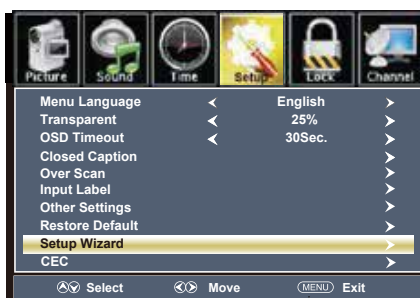 Picture Sound Time Setup Lock Channel
Menu Language English
Transparent 25%
OSD Timeout 30Sec.
Closed Caption
Over Scan
Input Label
Other Settings
Restore Default
Setup Wizard
CEC
Select Move MENU Exit